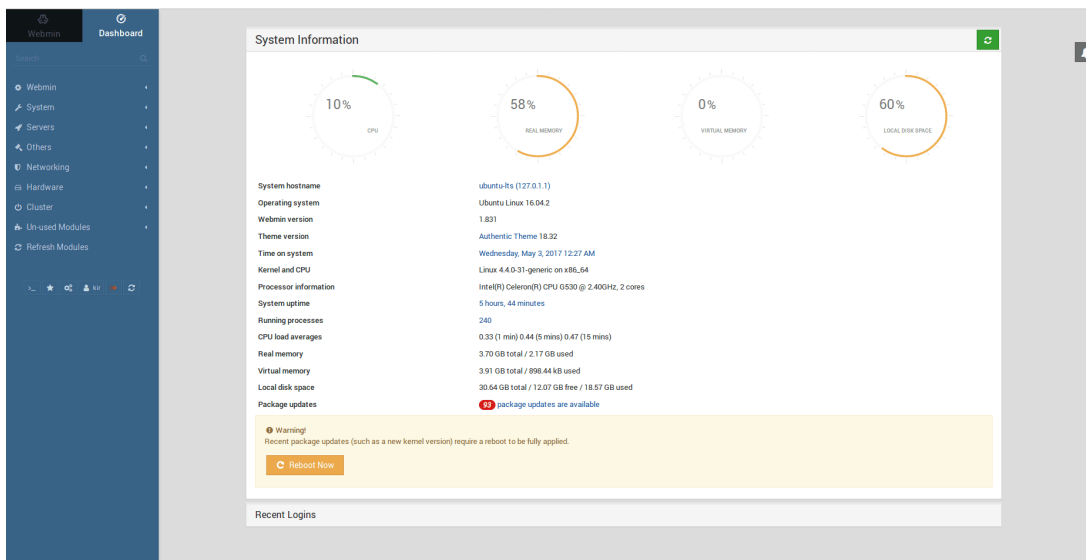 Webmin
Dashboard
Search
Webmin
System
Servers
Others
Networking
Hardware
Cluster
Un-used Modules
Refresh Modules
kir
System Information
10%
CPU
58%
REAL MEMORY
0%
VIRTUAL MEMORY
60%
LOCAL DISK SPACE
System hostname ubuntu-lts (127.0.1.1)
Operating system Ubuntu Linux 16.04.2
Webmin version 1.831
Theme version Authentic Theme 18.32
Time on system Wednesday, May 3, 2017 12:27 AM
Kernel and CPU Linux 4.4.0-31-generic on x86_64
Processor information Intel(R) Celeron(R) CPU G530 @ 2.40GHz, 2 cores
System uptime 5 hours, 44 minutes
Running processes 240
CPU load averages 0.33 (1 min) 0.44 (5 mins) 0.47 (15 mins)
Real memory 3.70 GB total / 2.17 GB used
Virtual memory 3.91 GB total / 898.44 kB used
Local disk space 30.64 GB total / 12.07 GB free / 18.57 GB used
Package updates 93 package updates are available
Warning!
Recent package updates (such as a new kernel version) require a reboot to be fully applied.
Reboot Now
Recent Logins